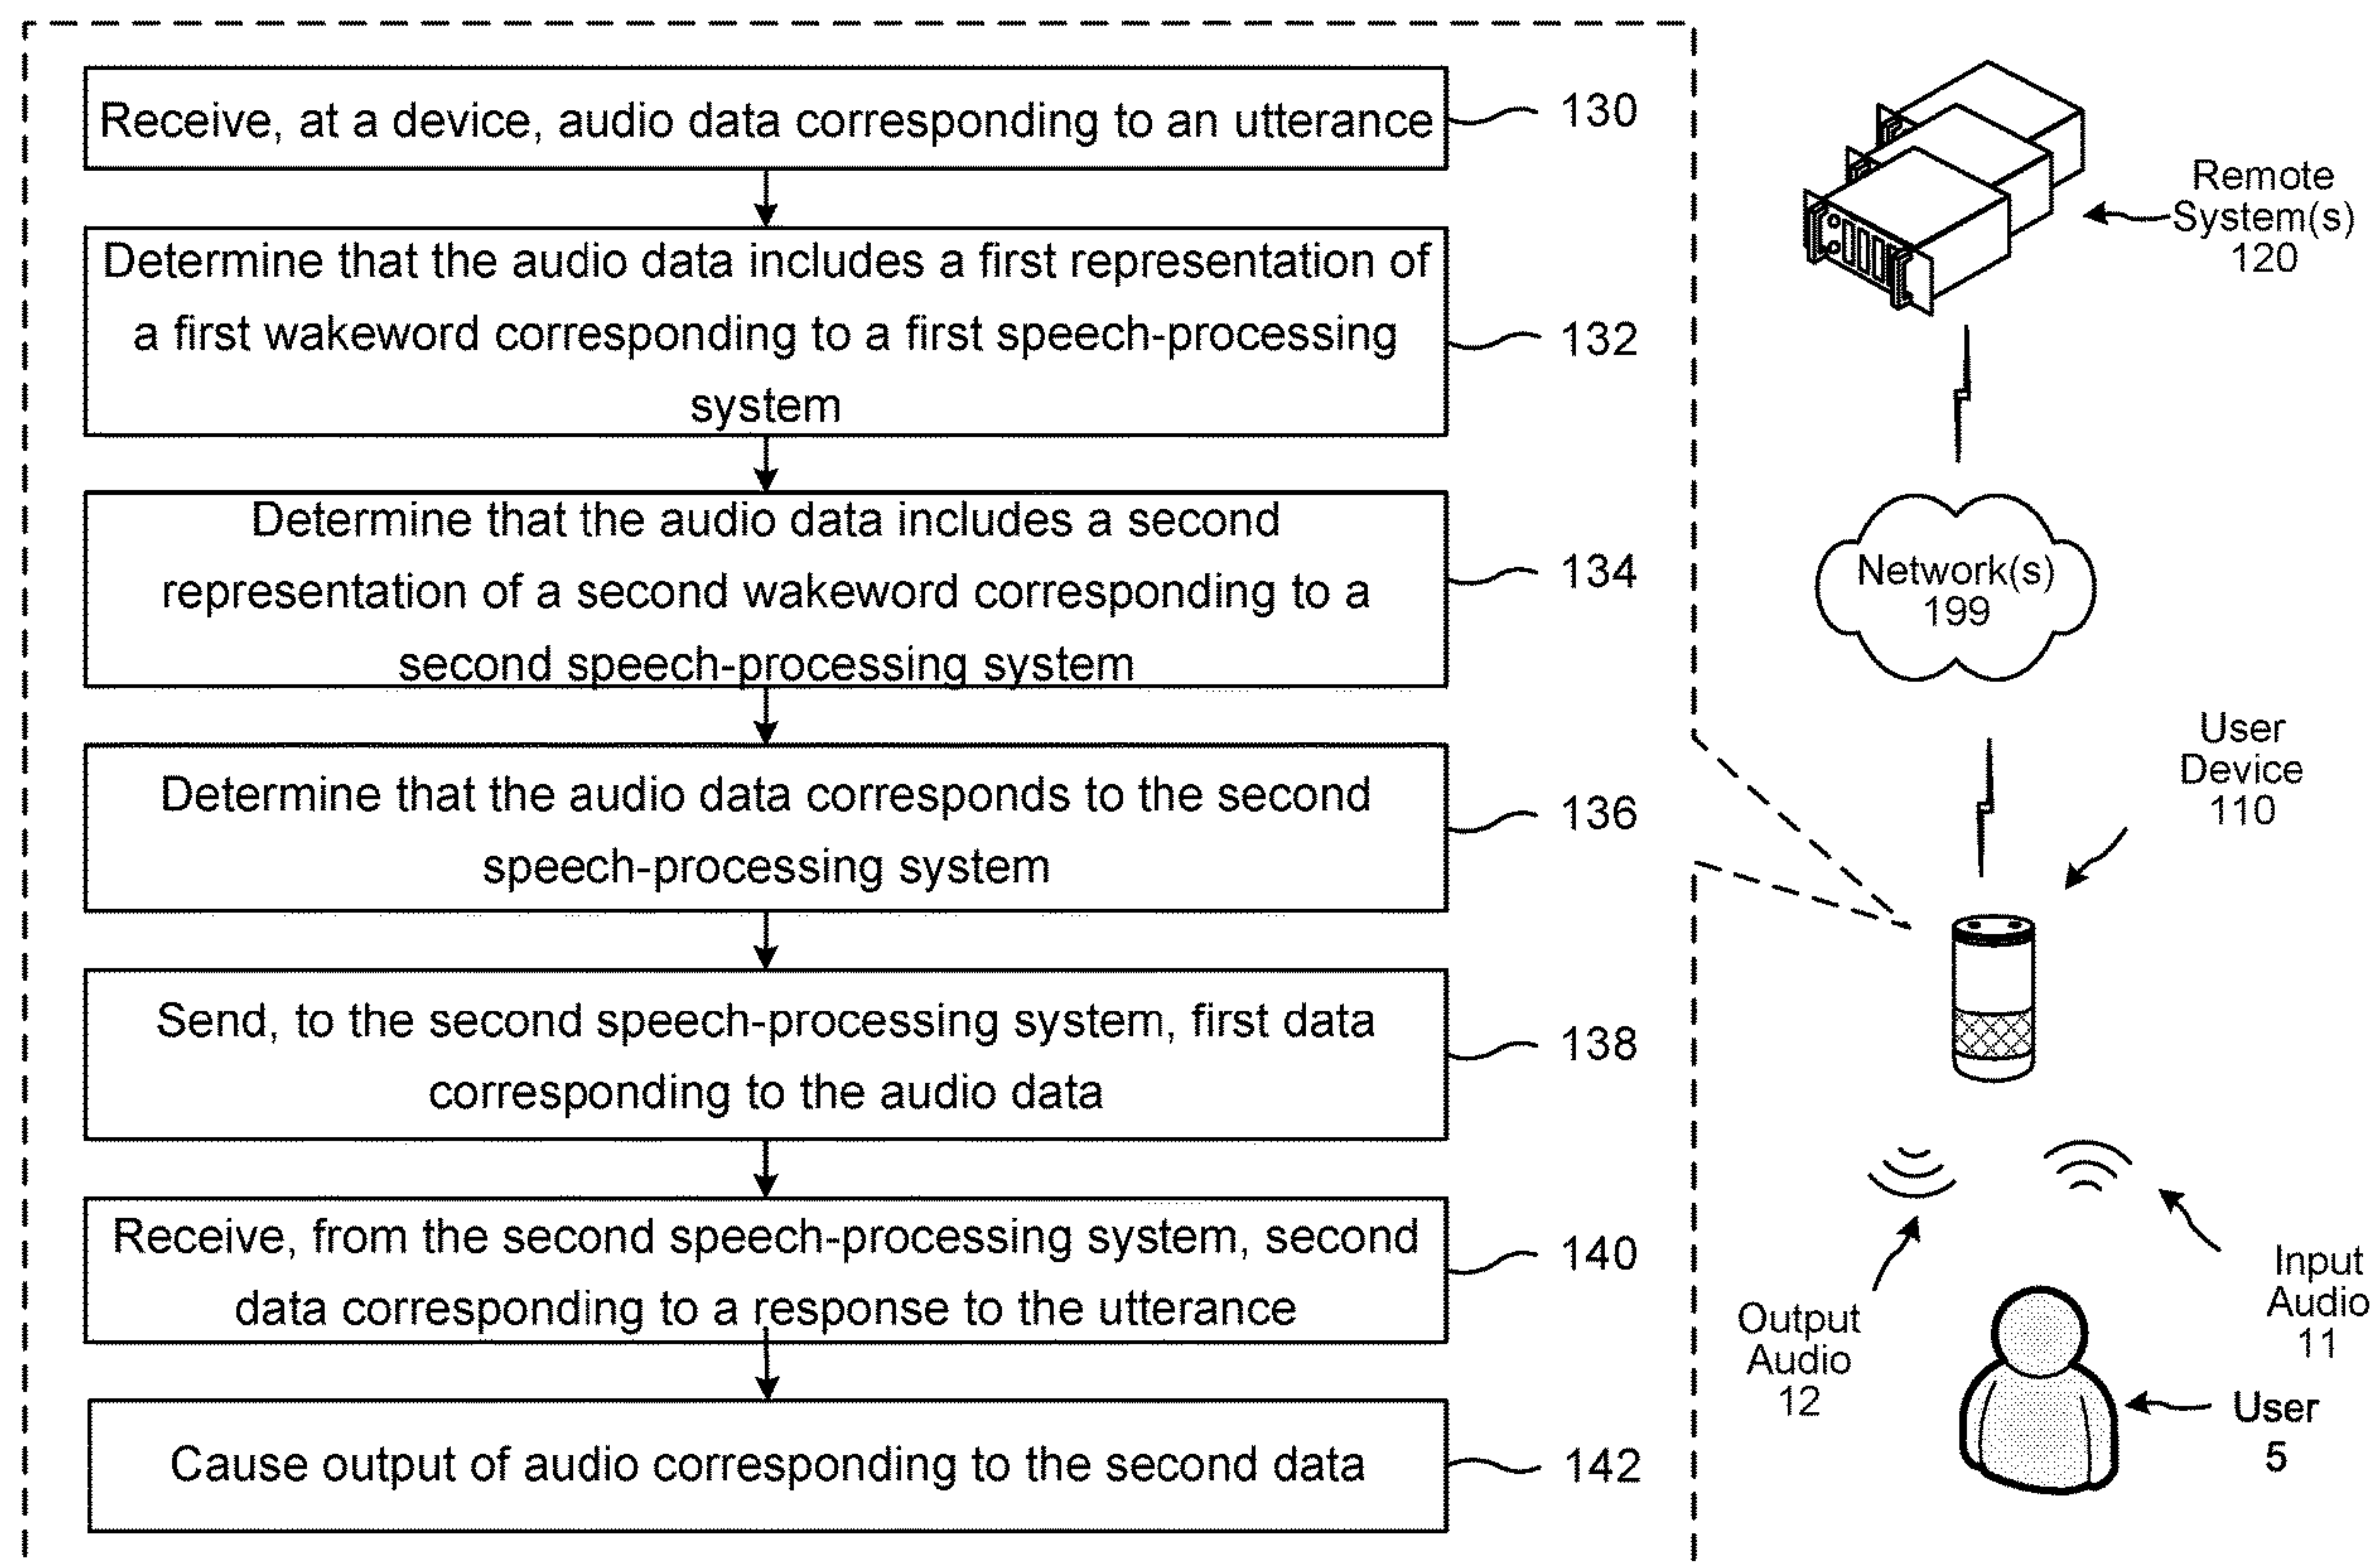 Receive, at a device, audio data corresponding to an utterance
130
Determine that the audio data includes a first representation of
a first wakeword corresponding to a first speech-processing
system
132
Determine that the audio data includes a second
representation of a second wakeword corresponding to a
second speech-processing system
134
Determine that the audio data corresponds to the second
speech-processing system
136
Send, to the second speech-processing system, first data
corresponding to the audio data
138
Receive, from the second speech-processing system, second
data corresponding to a response to the utterance
140
Cause output of audio corresponding to the second data
142
Remote
System(s)
120
Network(s)
199
User
Device
110
Input
Audio
11
Output
Audio
12
User
5